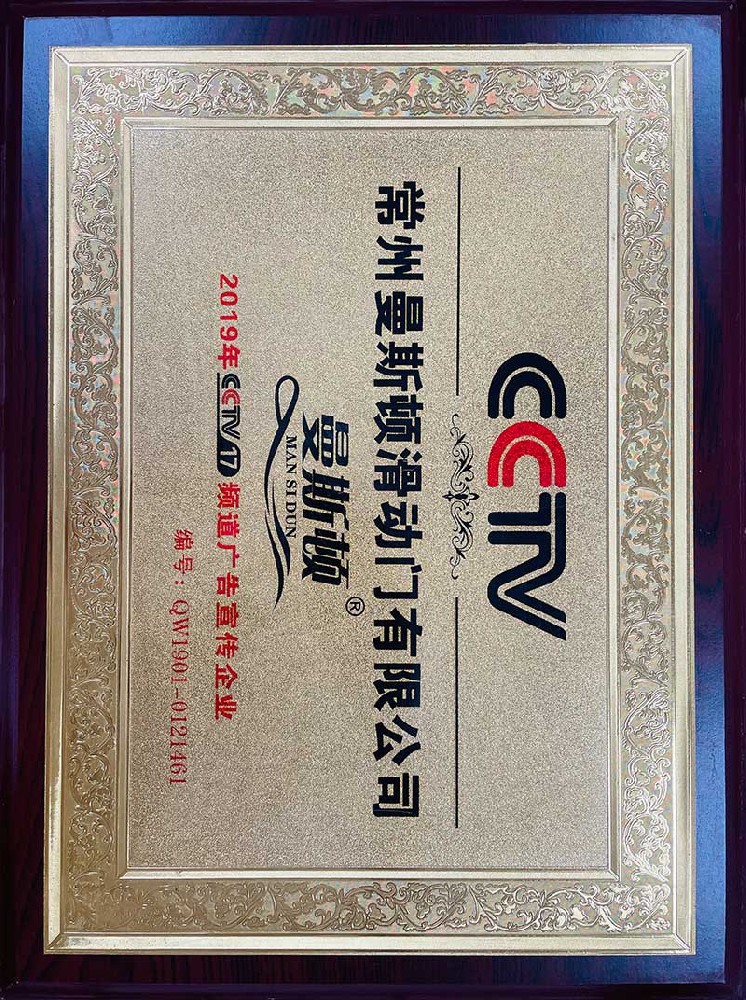 CCTV
常州曼斯顿滑动门有限公司
曼斯顿®
MAN SI DUN
2019年CCTV17频道广告宣传企业
编号：QW1901-0121461